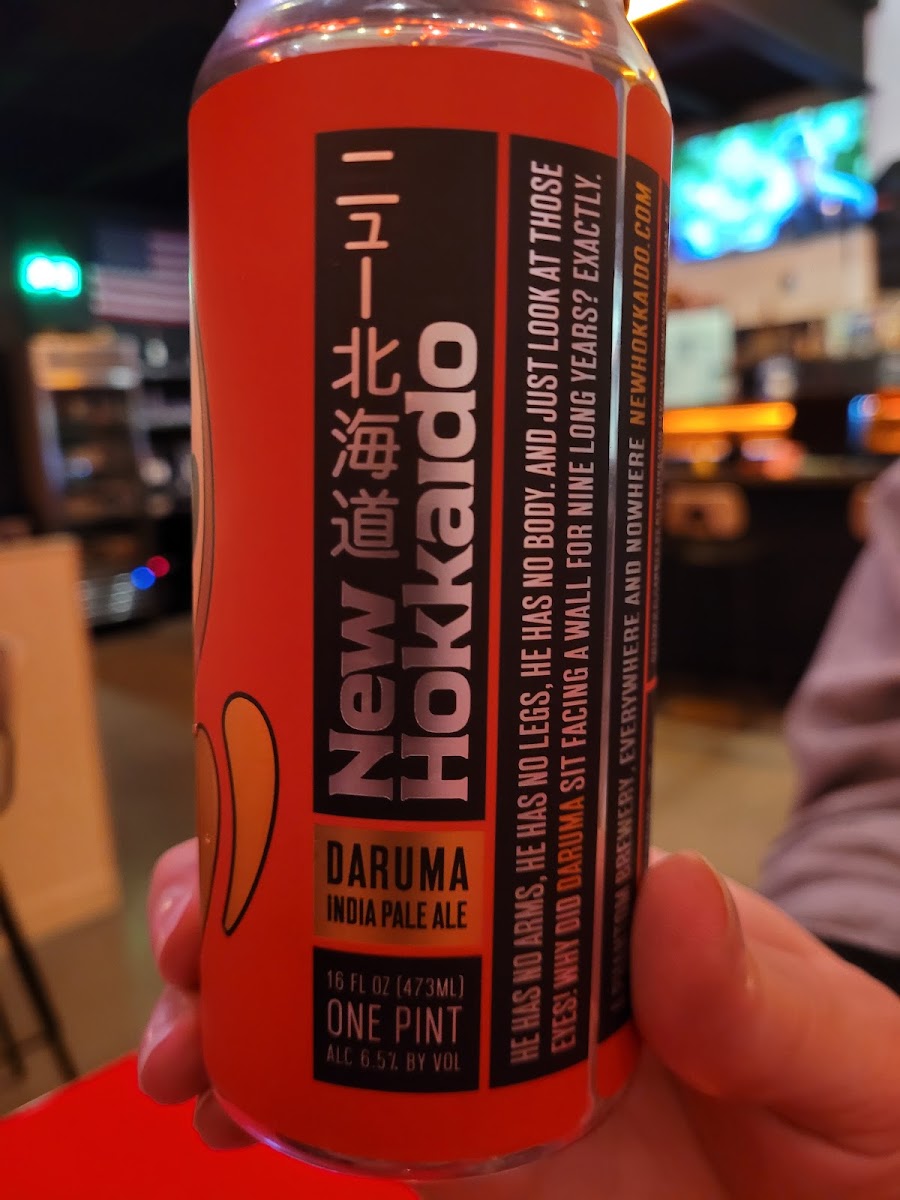 ニュー北海道
New
Hokkaido
DARUMA
INDIA PALE ALE
16 FL OZ (473ML)
ONE PINT
ALC 6.5% BY VOL
HE HAS NO ARMS, HE HAS NO LEGS, HE HAS NO BODY. AND JUST LOOK AT THOSE
EYES! WHY DID DARUMA SIT FACING A WALL FOR NINE LONG YEARS? EXACTLY.
BREWERY, EVERYWHERE AND NOWHERE NEWHOKKAIDO.COM